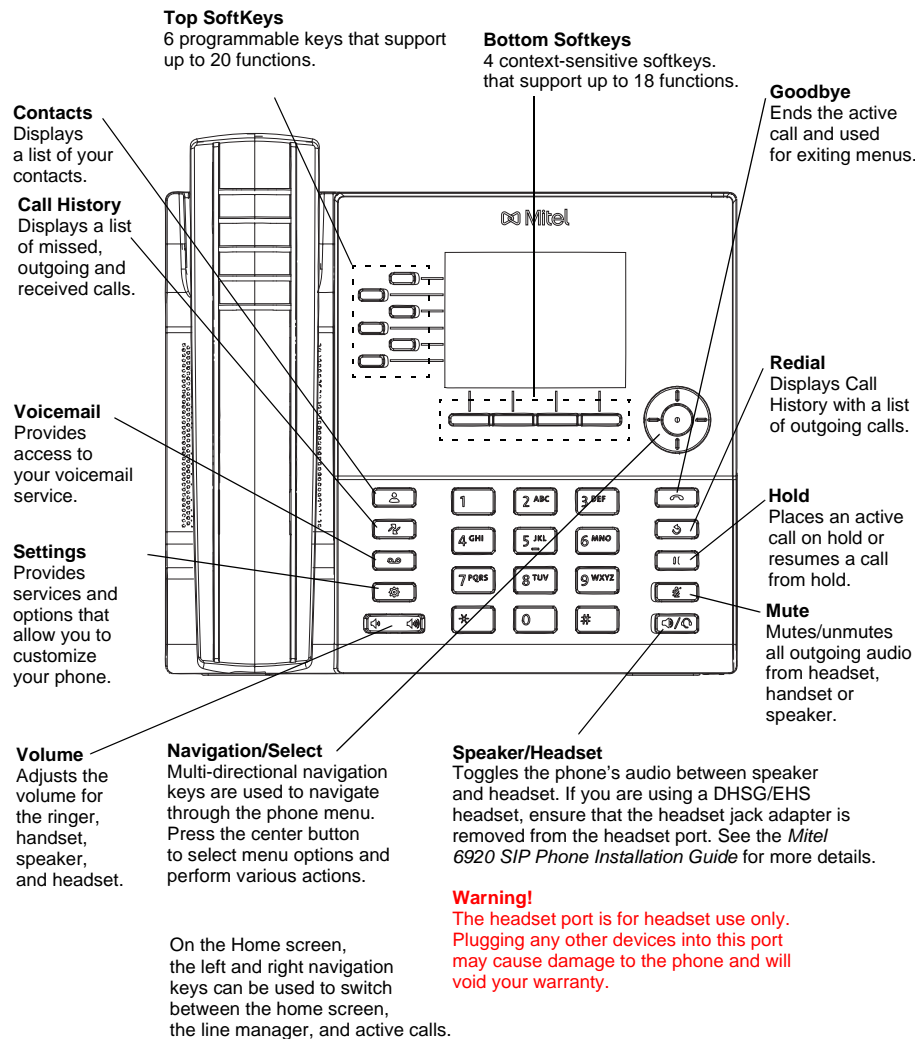 Top SoftKeys
6 programmable keys that support
up to 20 functions.
Bottom Softkeys
4 context-sensitive softkeys.
that support up to 18 functions.
Goodbye
Ends the active
call and used
for exiting menus.
Contacts
Displays
a list of your
contacts.
Call History
Displays a list
of missed,
outgoing and
received calls.
Mitel
Redial
Displays Call
History with a list
of outgoing calls.
Voicemail
Provides
access to
your voicemail
service.
1
2 ABC
3 DEF
4 GHI
5 JKL
6 MNO
7 PQRS
8 TUV
9 WXYZ
*
0
#
Hold
Places an active
call on hold or
resumes a call
from hold.
Settings
Provides
services and
options that
allow you to
customize
your phone.
Mute
Mutes/unmutes
all outgoing audio
from headset,
handset or
speaker.
Volume
Adjusts the
volume for
the ringer,
handset,
speaker,
and headset.
Navigation/Select
Multi-directional navigation
keys are used to navigate
through the phone menu.
Press the center button
to select menu options and
perform various actions.
Speaker/Headset
Toggles the phone's audio between speaker
and headset. If you are using a DHSG/EHS
headset, ensure that the headset jack adapter is
removed from the headset port. See the Mitel
6920 SIP Phone Installation Guide for more details.
Warning!
The headset port is for headset use only.
Plugging any other devices into this port
may cause damage to the phone and will
void your warranty.
On the Home screen,
the left and right navigation
keys can be used to switch
between the home screen,
the line manager, and active calls.